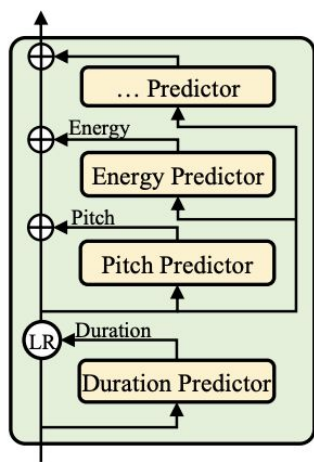 … Predictor
Energy
Energy Predictor
Pitch
Pitch Predictor
LR
Duration
Duration Predictor